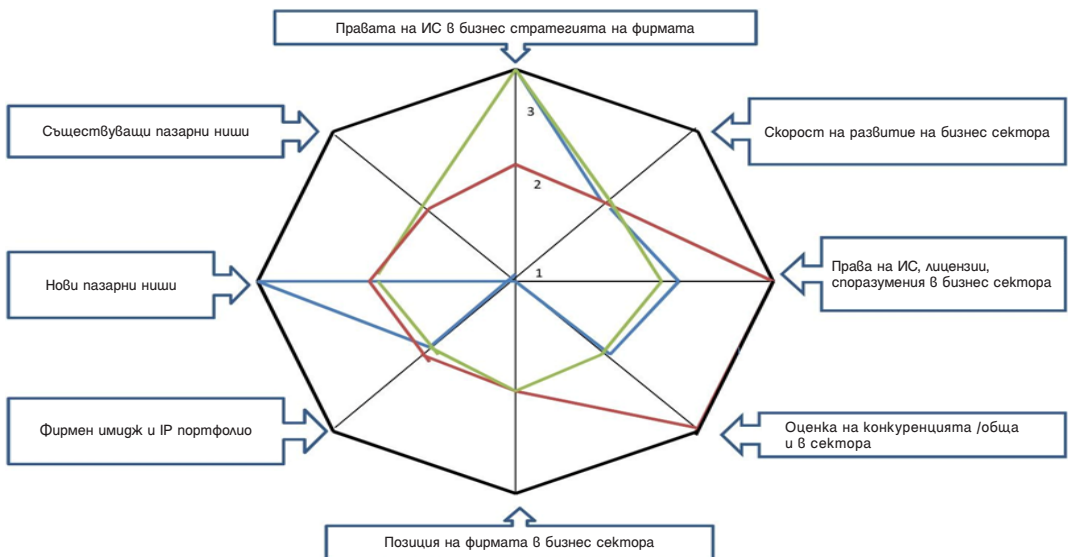 Правата на ИС в бизнес стратегията на фирмата
Съществуващи пазарни ниши
Скорост на развитие на бизнес сектора
3
2
1
Нови пазарни ниши
Права на ИС, лицензии,
споразумения в бизнес сектора
Фирмен имидж и IP портфолио
Оценка на конкуренцията /обща
и в сектора
Позиция на фирмата в бизнес сектора